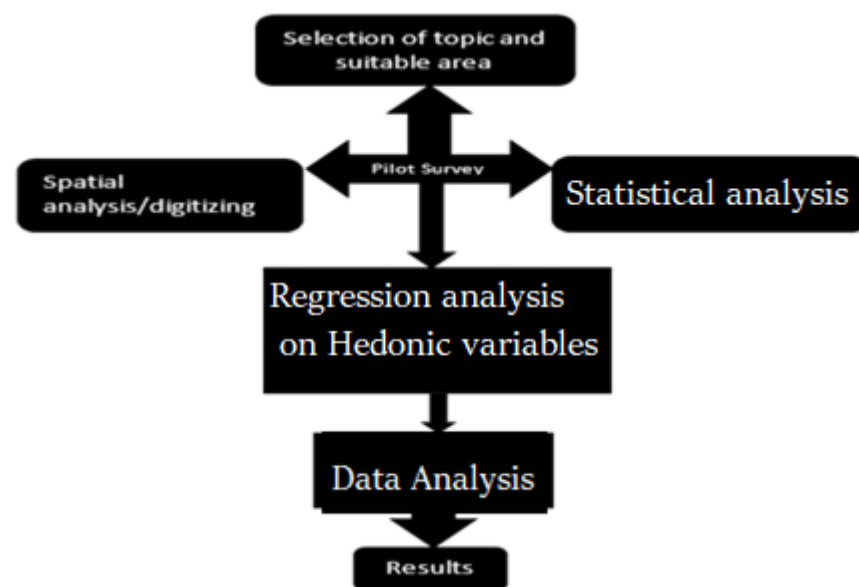 Selection of topic and
suitable area
Pilot Survey
Spatial
analysis/digitizing
Statistical analysis
Regression analysis
on Hedonic variables
Data Analysis
Results